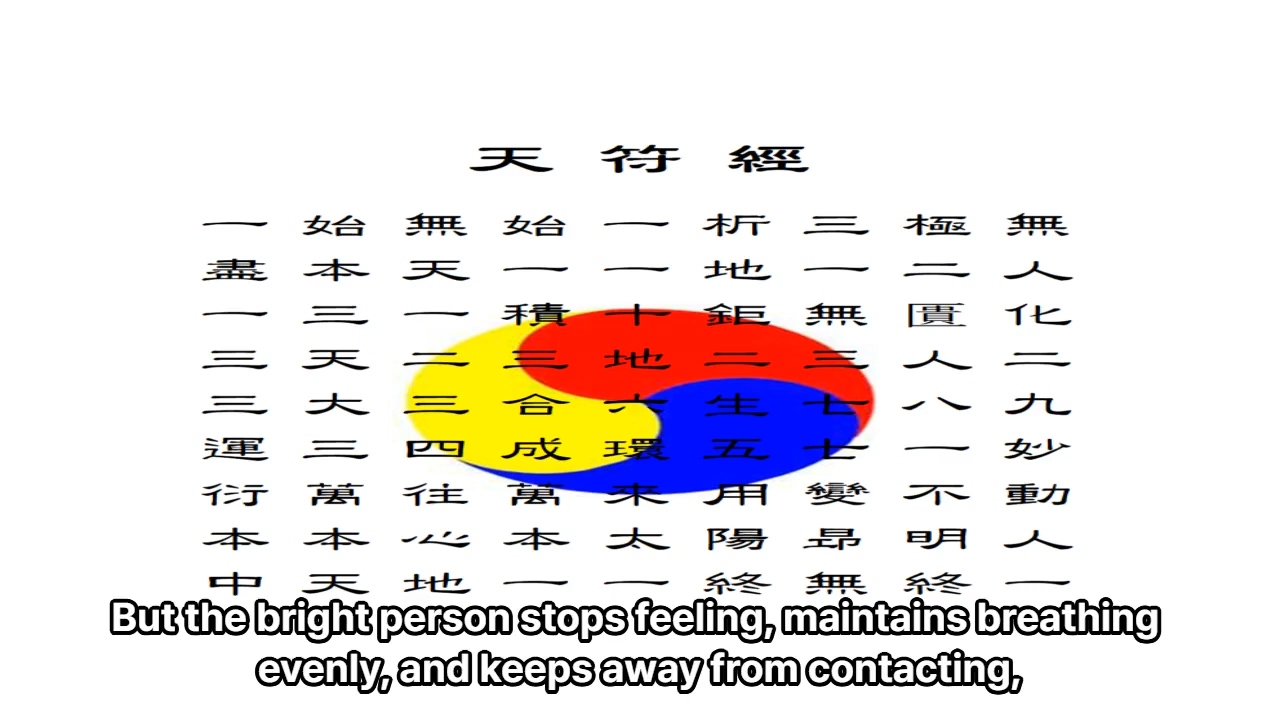 天符經
一始無始一析三極無
盡本天一一地一二人
一三一積十鉅無匱化
三天二三地二三人二
三大三合六生七八九
運三四成環五七一妙
衍萬往萬來用變不動
本本心本太陽昻明人
中天地一一終無終一
But the bright person stops feeling, maintains breathing
evenly, and keeps away from contacting,